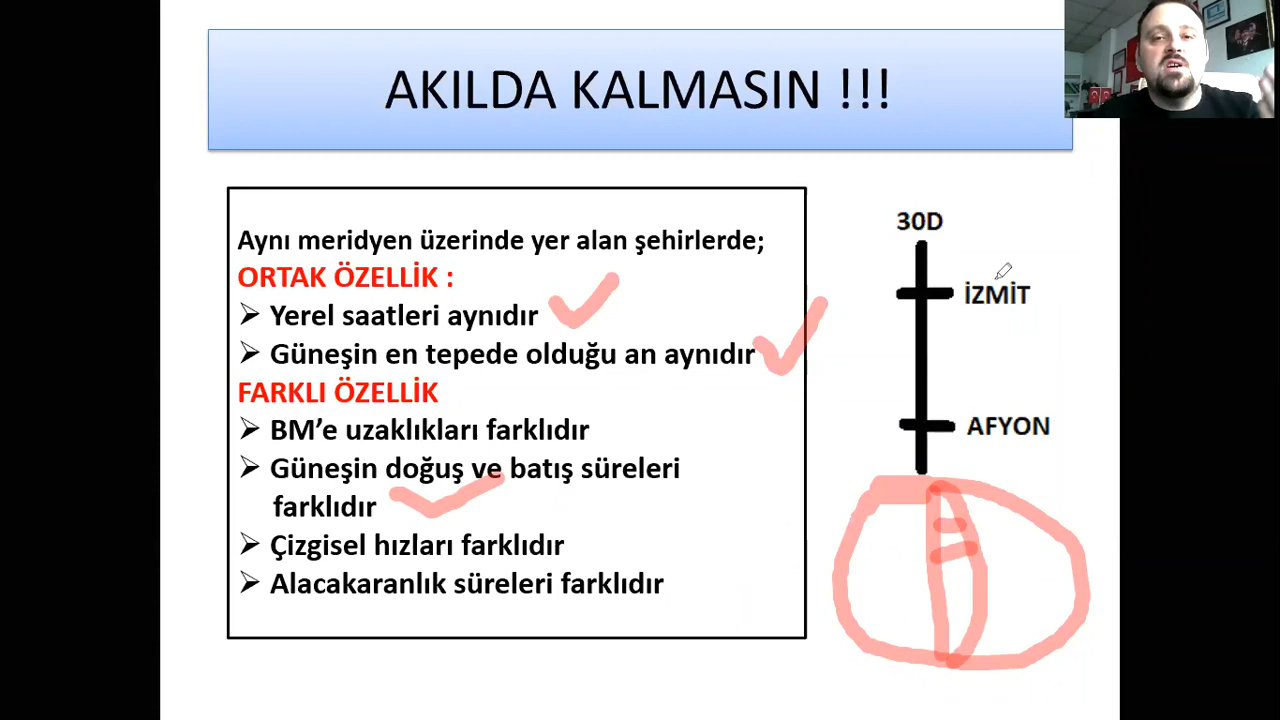 AKILDA KALMASIN !!!
Aynı meridyen üzerinde yer alan şehirlerde;
ORTAK ÖZELLİK :
➢ Yerel saatleri aynıdır
➢ Güneşin en tepede olduğu an aynıdır
FARKLI ÖZELLİK
➢ BM’e uzaklıkları farklıdır
➢ Güneşin doğuş ve batış süreleri
farklıdır
➢ Çizgisel hızları farklıdır
➢ Alacakaranlık süreleri farklıdır
30D
İZMİT
AFYON